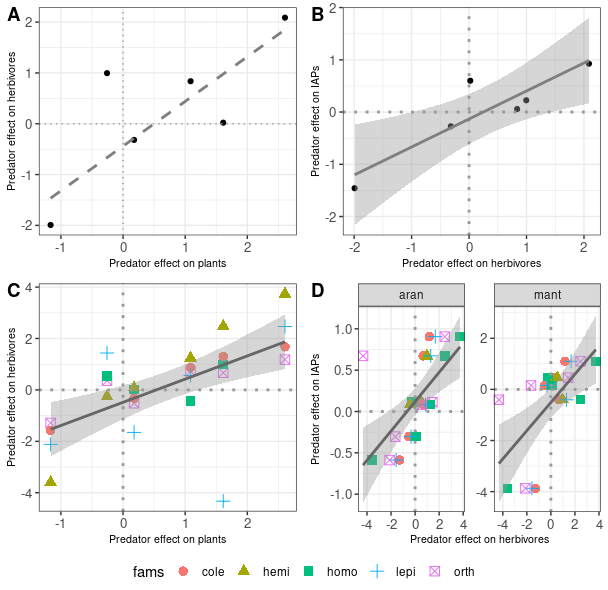 A
Predator effect on herbivores
2
1
0
-1
-2
-1
0
1
2
Predator effect on plants
B
Predator effect on IAPs
1
0
-1
-2
-2
-1
0
1
2
Predator effect on herbivores
C
Predator effect on herbivores
4
2
0
-2
-4
-1
0
1
2
Predator effect on plants
D
aran
mant
Predator effect on IAPs
1.0
0.5
0.0
-0.5
-1.0
2
0
-2
-4
-4 -2 0 2 4
-4 -2 0 2 4
Predator effect on herbivores
fams cole hemi homo lepi orth